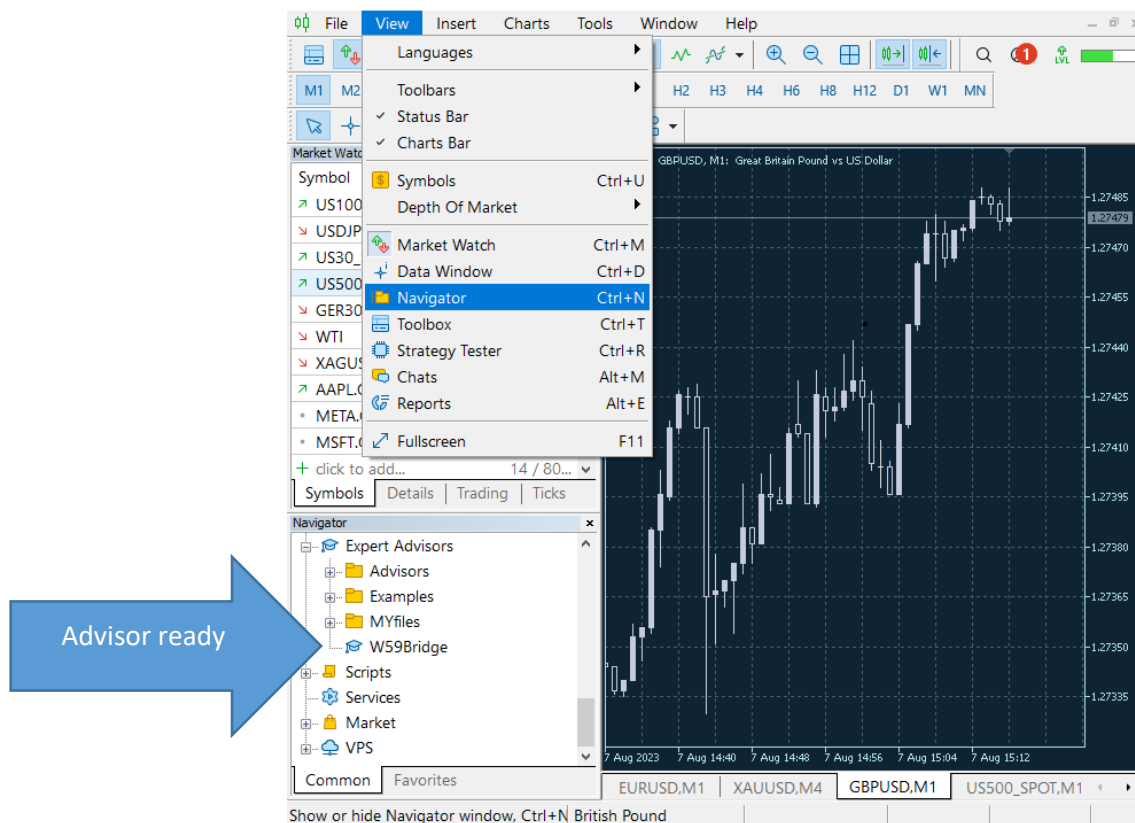 File View Insert Charts Tools Window Help
Languages
1
LVL
Toolbars
M1 M2 H2 H3 H4 H6 H8 H12 D1 W1 MN
Status Bar
Charts Bar
Market Watc
GBPUSD, M1: Great Britain Pound vs US Dollar
Symbol
Symbols Ctrl+U
US100
Depth Of Market
1.27485
USDJP
1.27479
Market Watch Ctrl+M
1.27470
US30_
Data Window Ctrl+D
US500
Navigator Ctrl+N
1.27455
GER30
Toolbox Ctrl+T
WTI
Strategy Tester Ctrl+R
1.27440
XAGUS
Chats Alt+M
AAPL.
Reports Alt+E
1.27425
META.
Fullscreen F11
MSFT.
1.27410
click to add... 14 / 80...
Symbols Details Trading Ticks
1.27395
Navigator
Expert Advisors
1.27380
Advisors
Examples
1.27365
MYfiles
Advisor ready
W59Bridge
1.27350
Scripts
Services
1.27335
Market
VPS
7 Aug 2023 7 Aug 14:40 7 Aug 14:48 7 Aug 14:56 7 Aug 15:04 7 Aug 15:12
Common Favorites
EURUSD,M1 XAUUSD,M4 GBPUSD,M1 US500_SPOT,M1
Show or hide Navigator window, Ctrl+N British Pound